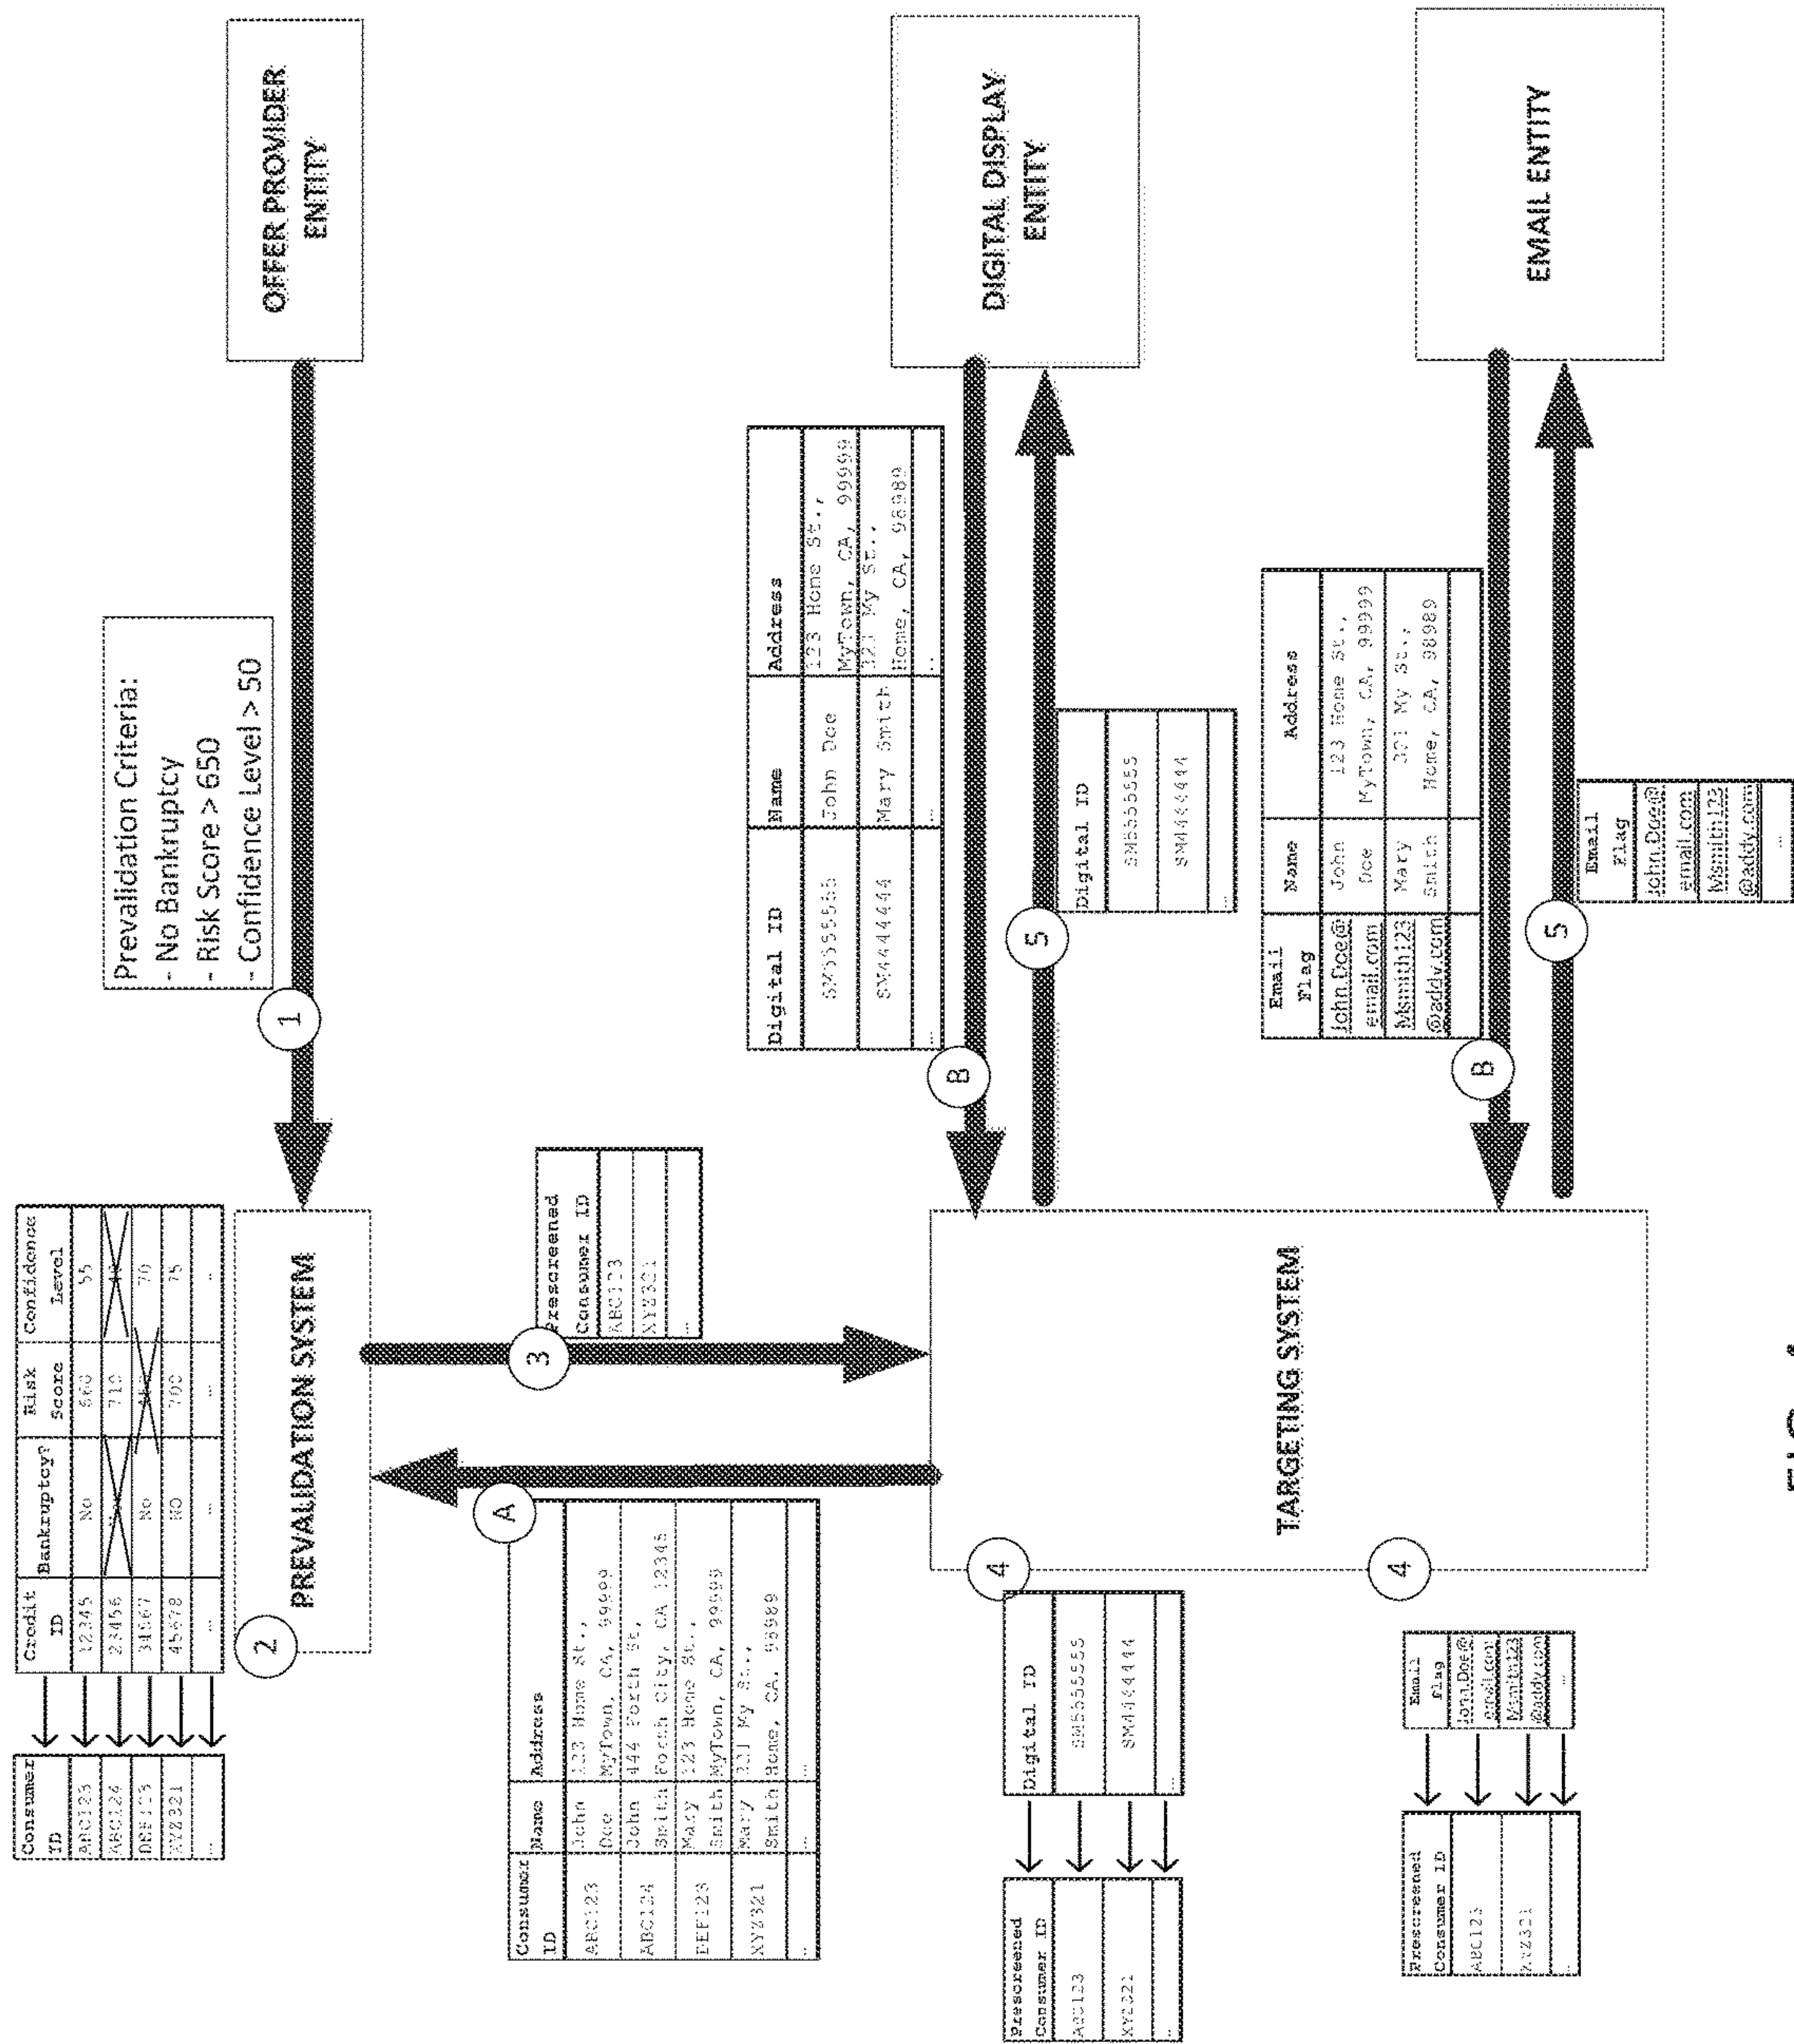 Consumer ID
ABC123
ABC124
DEF123
XYZ321
...
Credit ID | Bankruptcy? | Risk Score | Confidence Level
12345 | No | 660 | 55
23456 | 710
34567 | No | 70
45678 | NO | 700 | 75
... | ... | ... | ...
2
PREVALIDATION SYSTEM
1
Prevalidation Criteria:
- No Bankruptcy
- Risk Score > 650
- Confidence Level > 50
OFFER PROVIDER
ENTITY
A
Consumer ID | Name | Address
ABC123 | John Doe | 123 Home St., MyTown, CA, 99999
ABC124 | John Smith | 444 Forth St, Forth City, CA 12345
DEF123 | Mary Smith | 123 Home St., MyTown, CA, 99999
XYZ321 | Mary Smith | 321 My St., Home, CA, 98989
... | ... | ...
3
Prescreened
Consumer ID
ABC123
XYZ321
...
Digital ID | Name | Address
SM5555555 | John Doe | 123 Home St., MyTown, CA, 99999
SM4444444 | Mary Smith | 321 My St., Home, CA, 98989
... | ... | ...
B
DIGITAL DISPLAY
ENTITY
5
Digital ID
SM5555555
SM4444444
...
Prescreened
Consumer ID
ABC123
XYZ321
...
Digital ID
SM5555555
SM4444444
...
4
TARGETING SYSTEM
4
Email Flag | Name | Address
John.Doe@email.com | John Doe | 123 Home St., MyTown, CA, 99999
Msmith123@addy.com | Mary Smith | 321 My St., Home, CA, 98989
...
B
EMAIL ENTITY
5
Email
Flag
John.Doe@
email.com
Msmith123
@addy.com
...
Prescreened
Consumer ID
ABC123
XYZ321
...
Email
Flag
John.Doe@
email.com
Msmith123
@addy.com
...